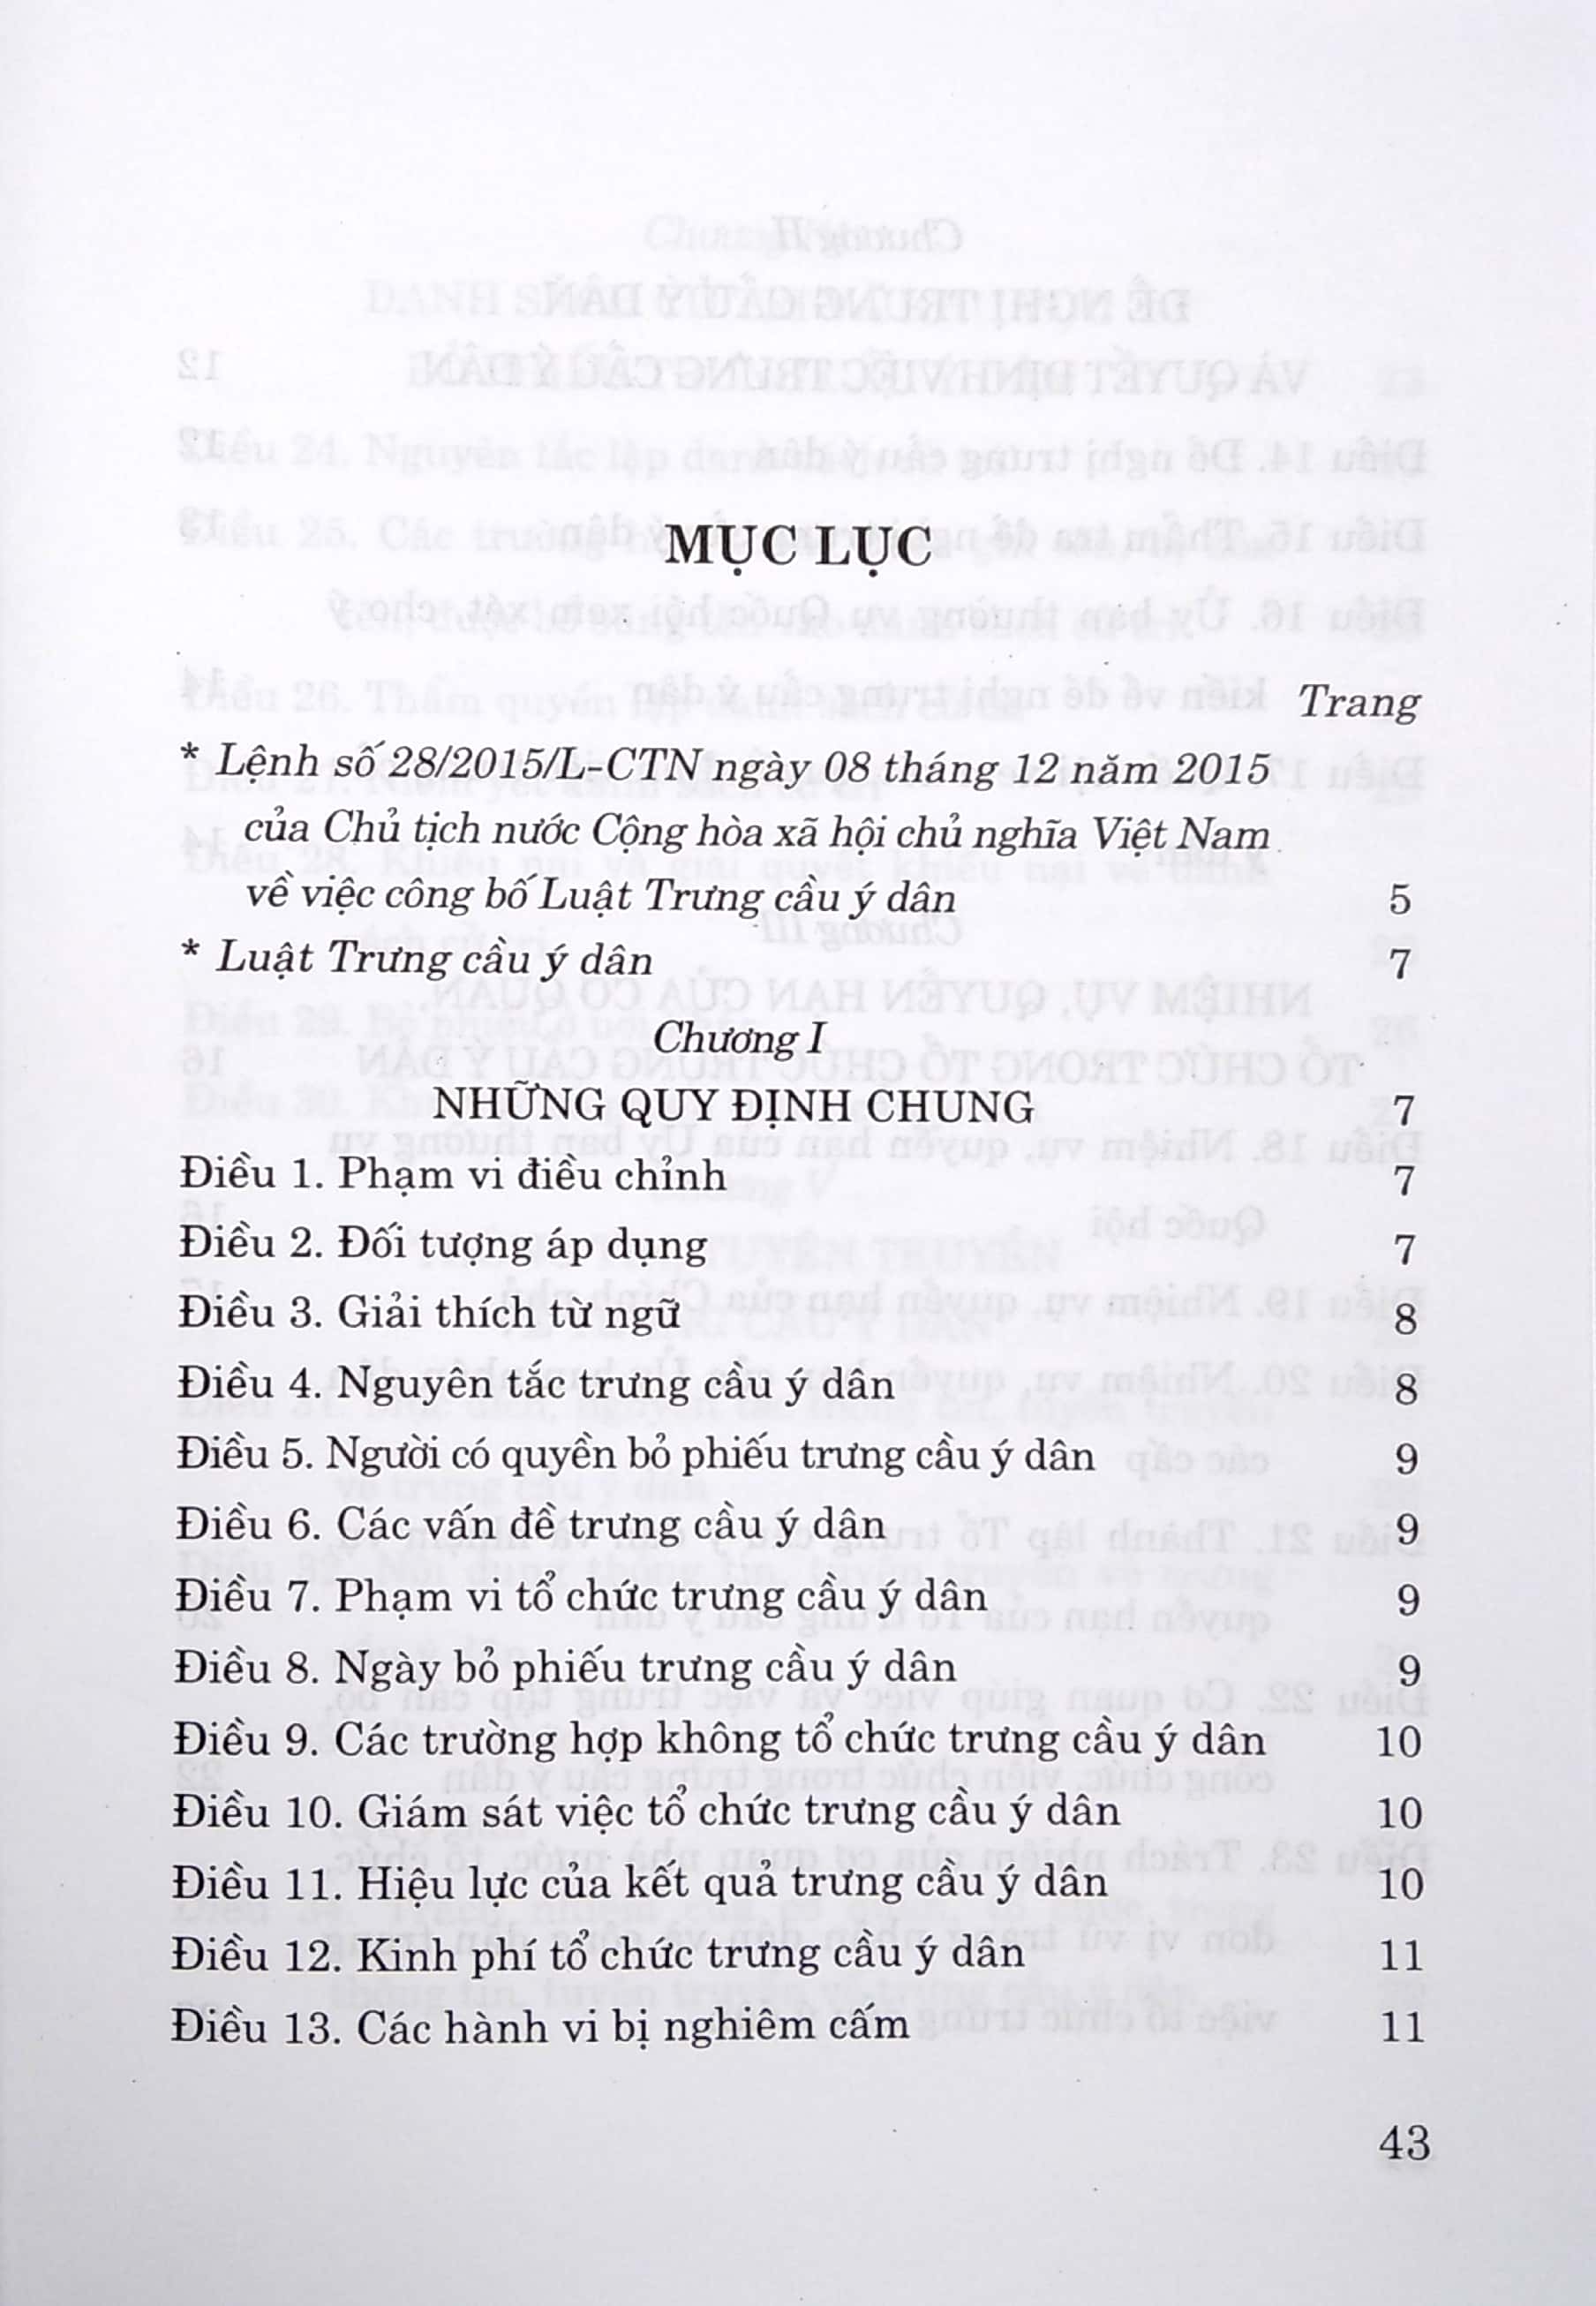 MỤC LỤC
Trang
* Lệnh số 28/2015/L-CTN ngày 08 tháng 12 năm 2015
của Chủ tịch nước Cộng hòa xã hội chủ nghĩa Việt Nam
về việc công bố Luật Trưng cầu ý dân 5
* Luật Trưng cầu ý dân 7
Chương I
NHỮNG QUY ĐỊNH CHUNG 7
Điều 1. Phạm vi điều chỉnh 7
Điều 2. Đối tượng áp dụng 7
Điều 3. Giải thích từ ngữ 8
Điều 4. Nguyên tắc trưng cầu ý dân 8
Điều 5. Người có quyền bỏ phiếu trưng cầu ý dân 9
Điều 6. Các vấn đề trưng cầu ý dân 9
Điều 7. Phạm vi tổ chức trưng cầu ý dân 9
Điều 8. Ngày bỏ phiếu trưng cầu ý dân 9
Điều 9. Các trường hợp không tổ chức trưng cầu ý dân 10
Điều 10. Giám sát việc tổ chức trưng cầu ý dân 10
Điều 11. Hiệu lực của kết quả trưng cầu ý dân 10
Điều 12. Kinh phí tổ chức trưng cầu ý dân 11
Điều 13. Các hành vi bị nghiêm cấm 11
43